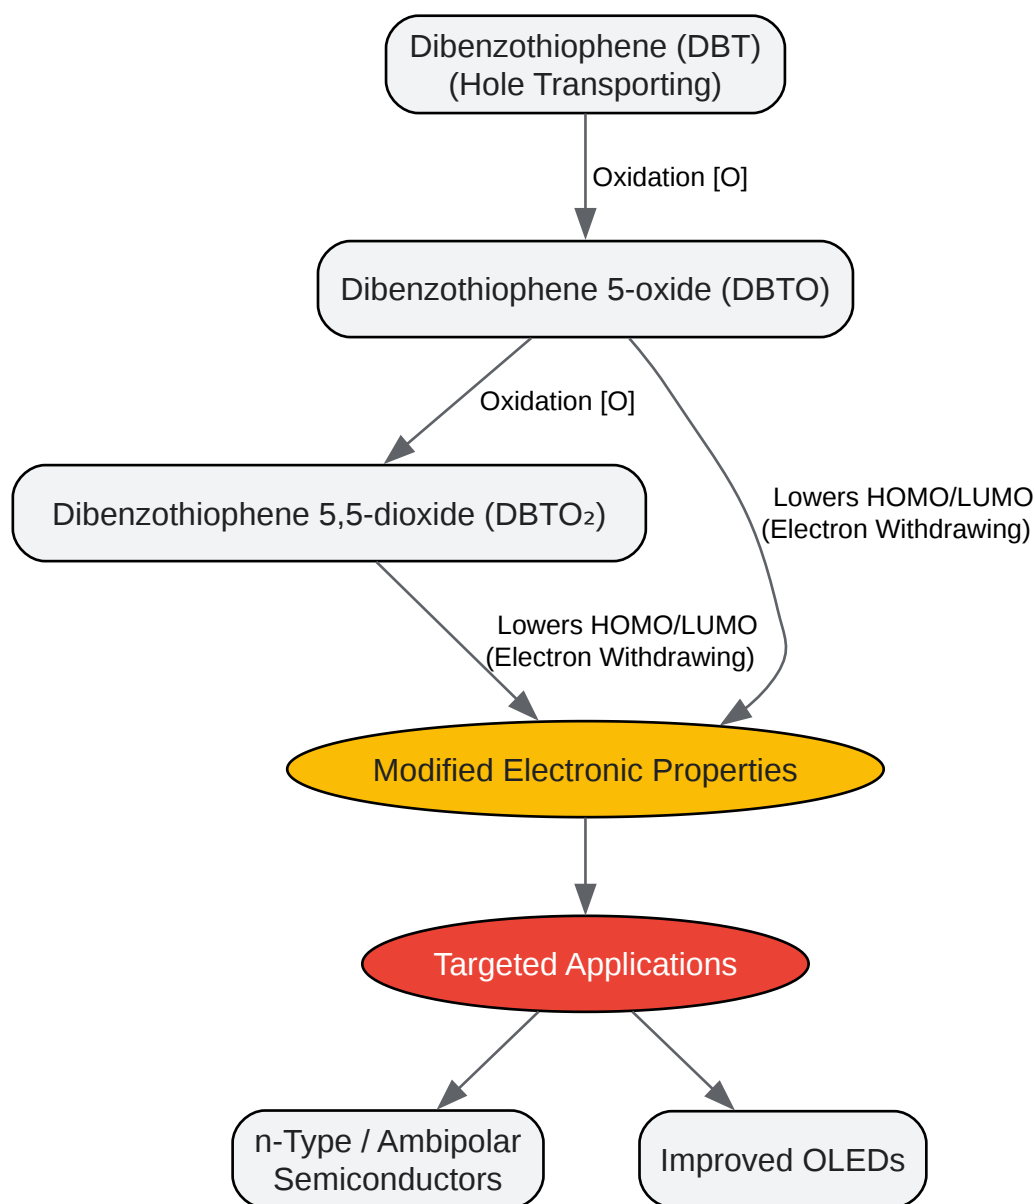 Dibenzothiophene (DBT)
(Hole Transporting)
Oxidation [O]
Dibenzothiophene 5-oxide (DBTO)
Oxidation [O]
Lowers HOMO/LUMO
(Electron Withdrawing)
Dibenzothiophene 5,5-dioxide (DBTO₂)
Lowers HOMO/LUMO
(Electron Withdrawing)
Modified Electronic Properties
Targeted Applications
n-Type / Ambipolar
Semiconductors
Improved OLEDs